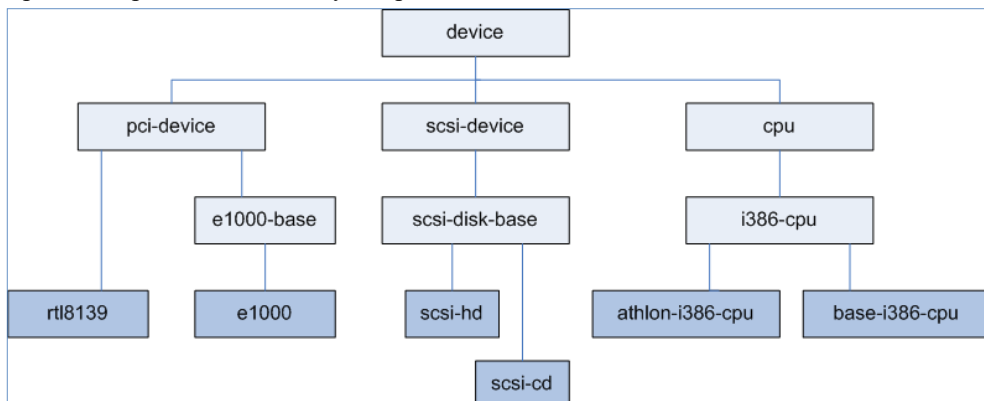 device
pci-device
scsi-device
cpu
e1000-base
scsi-disk-base
i386-cpu
rtl8139
e1000
scsi-hd
athlon-i386-cpu
base-i386-cpu
scsi-cd